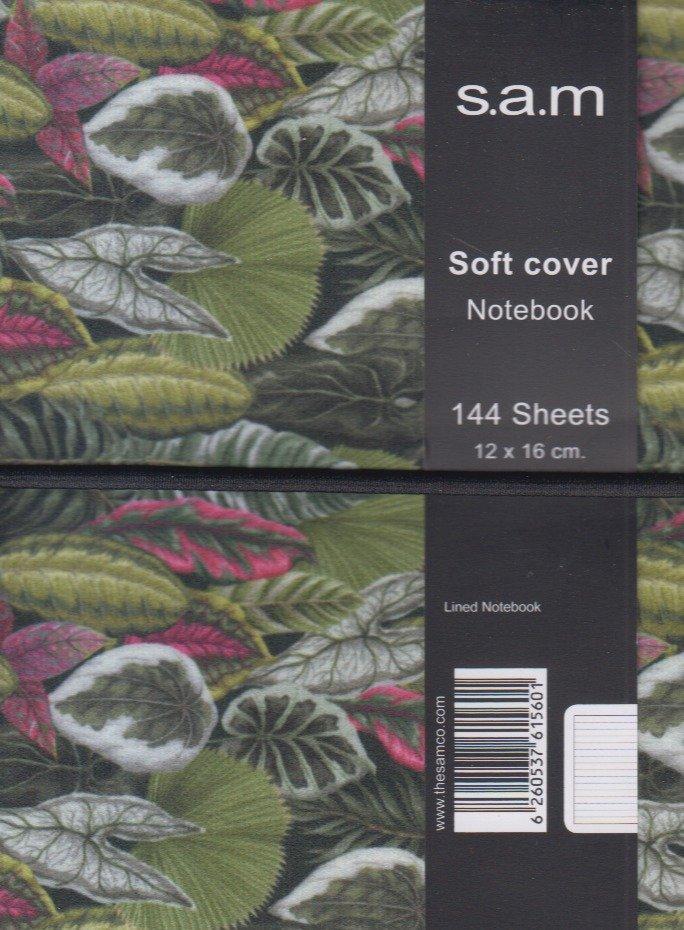 s.a.m
Soft cover
Notebook
144 Sheets
12 x 16 cm.
Lined Notebook
www.thesamco.com
6 260537 615601